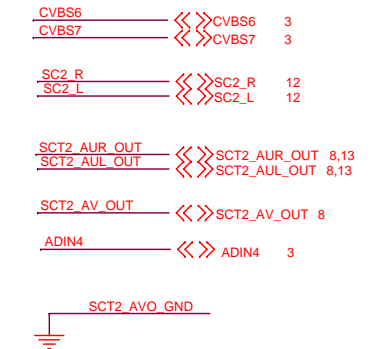 CVBS6 CVBS6 3
CVBS7 CVBS7 3
SC2_R SC2_R 12
SC2_L SC2_L 12
SCT2_AUR_OUT SCT2_AUR_OUT 8,13
SCT2_AUL_OUT SCT2_AUL_OUT 8,13
SCT2_AV_OUT SCT2_AV_OUT 8
ADIN4 ADIN4 3
SCT2_AVO_GND